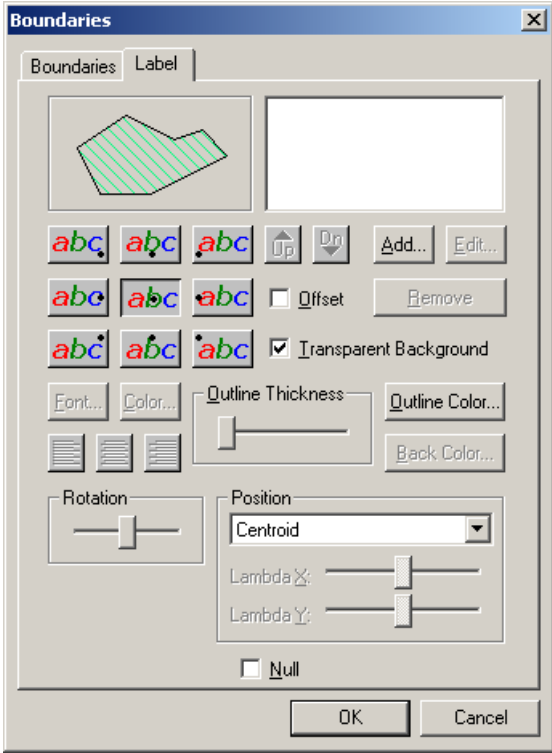 Boundaries
Boundaries Label
abc abc abc Up Dn Add... Edit...
abc abc abc Offset Remove
abc abc abc Transparent Background
Font... Color... Outline Thickness Outline Color...
Back Color...
Rotation Position
Centroid
Lambda X:
Lambda Y:
Null
OK Cancel